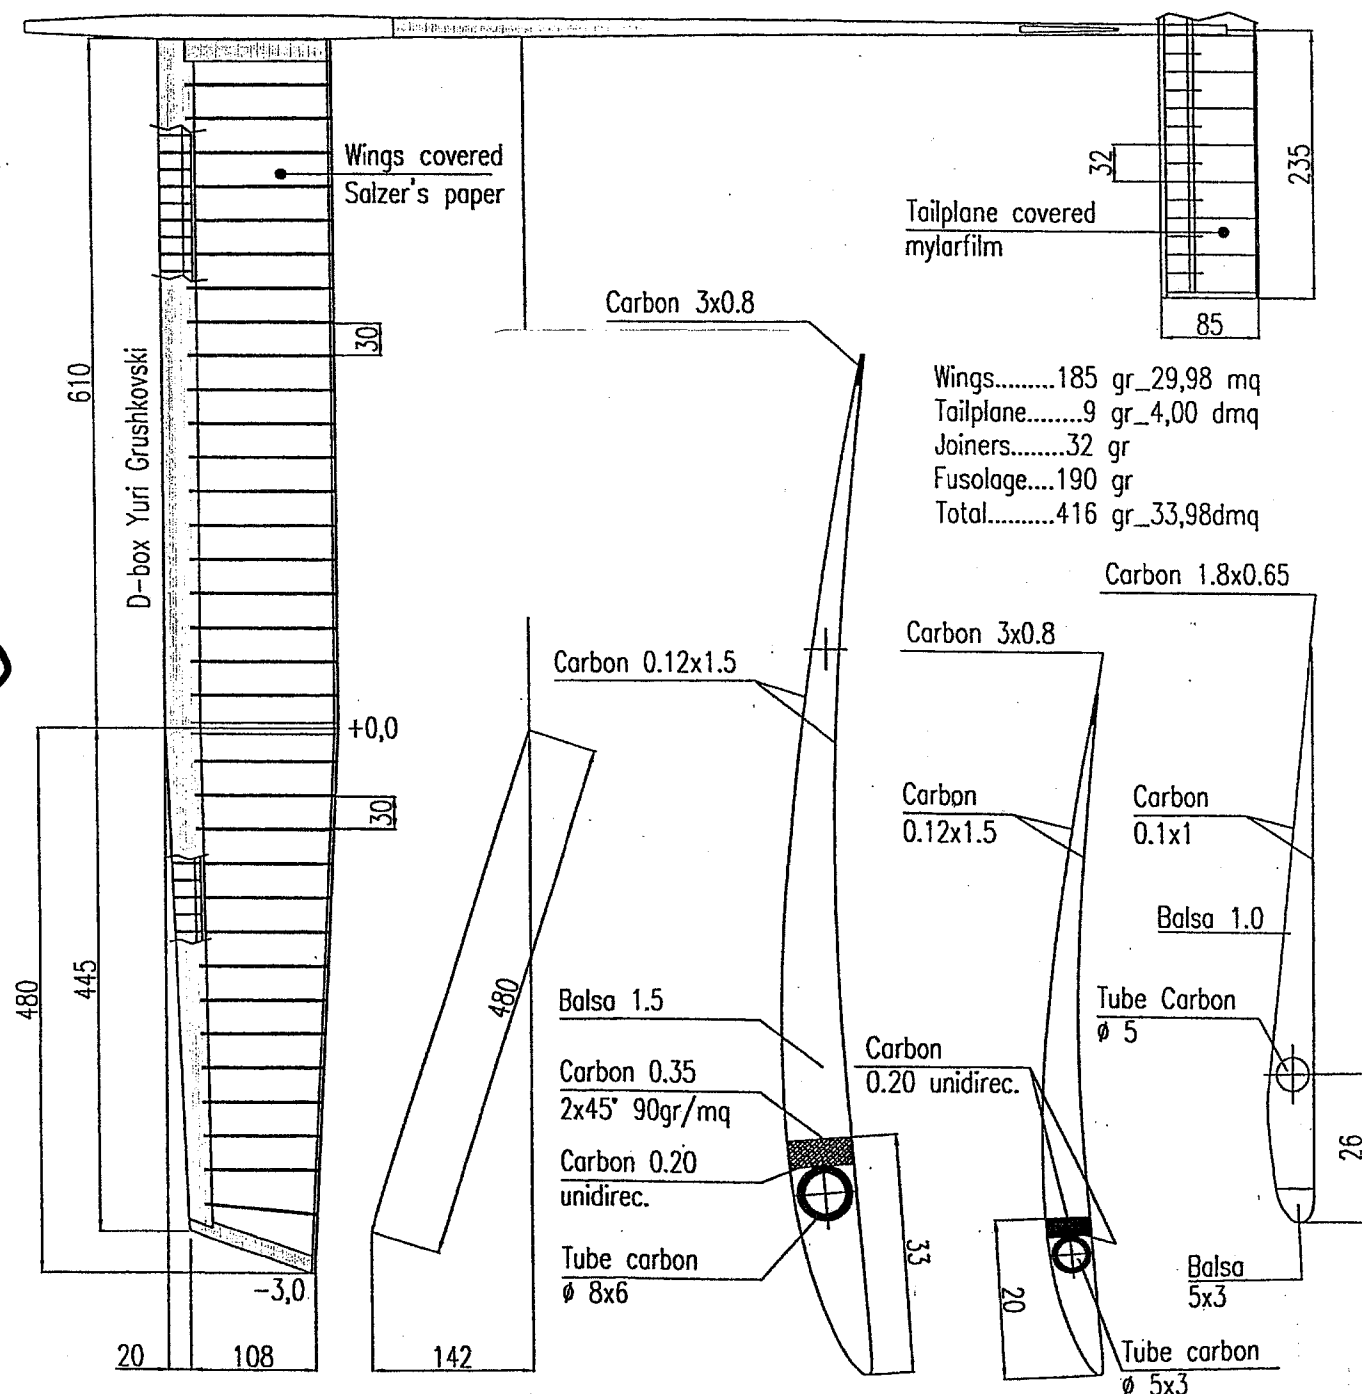 Wings covered
Salzer's paper
32
235
Tailplane covered
mylarfilm
85
Carbon 3x0.8
30
610
D-box Yuri Grushkovski
Wings.........185 gr_29,98 mq
Tailplane........9 gr_4,00 dmq
Joiners........32 gr
Fusolage....190 gr
Total..........416 gr_33,98dmq
Carbon 1.8x0.65
Carbon 3x0.8
Carbon 0.12x1.5
+0,0
30
Carbon
0.12x1.5
Carbon
0.1x1
Balsa 1.0
480
445
480
Balsa 1.5
Tube Carbon
ø 5
Carbon
0.20 unidirec.
Carbon 0.35
2x45° 90gr/mq
Carbon 0.20
unidirec.
26
33
Tube carbon
ø 8x6
20
Balsa
5x3
-3,0
20
108
142
Tube carbon
ø 5x3